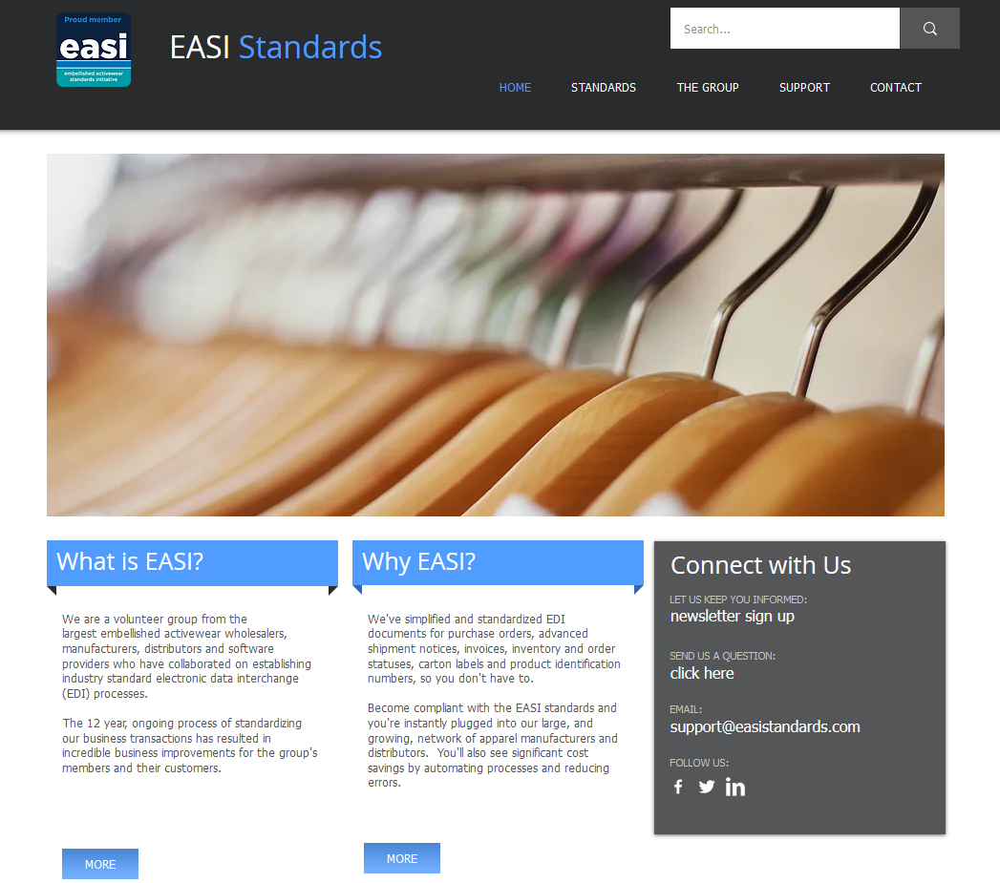 Proud member
easi
embellished activewear
standards initiative
EASI Standards
Search...
HOME
STANDARDS
THE GROUP
SUPPORT
CONTACT
What is EASI?
We are a volunteer group from the
largest embellished activewear wholesalers,
manufacturers, distributors and software
providers who have collaborated on establishing
industry standard electronic data interchange
(EDI) processes.
The 12 year, ongoing process of standardizing
our business transactions has resulted in
incredible business improvements for the group's
members and their customers.
MORE
Why EASI?
We've simplified and standardized EDI
documents for purchase orders, advanced
shipment notices, invoices, inventory and order
statuses, carton labels and product identification
numbers, so you don't have to.
Become compliant with the EASI standards and
you're instantly plugged into our large, and
growing, network of apparel manufacturers and
distributors.  You'll also see significant cost
savings by automating processes and reducing
errors.
MORE
Connect with Us
LET US KEEP YOU INFORMED:
newsletter sign up
SEND US A QUESTION:
click here
EMAIL:
support@easistandards.com
FOLLOW US: